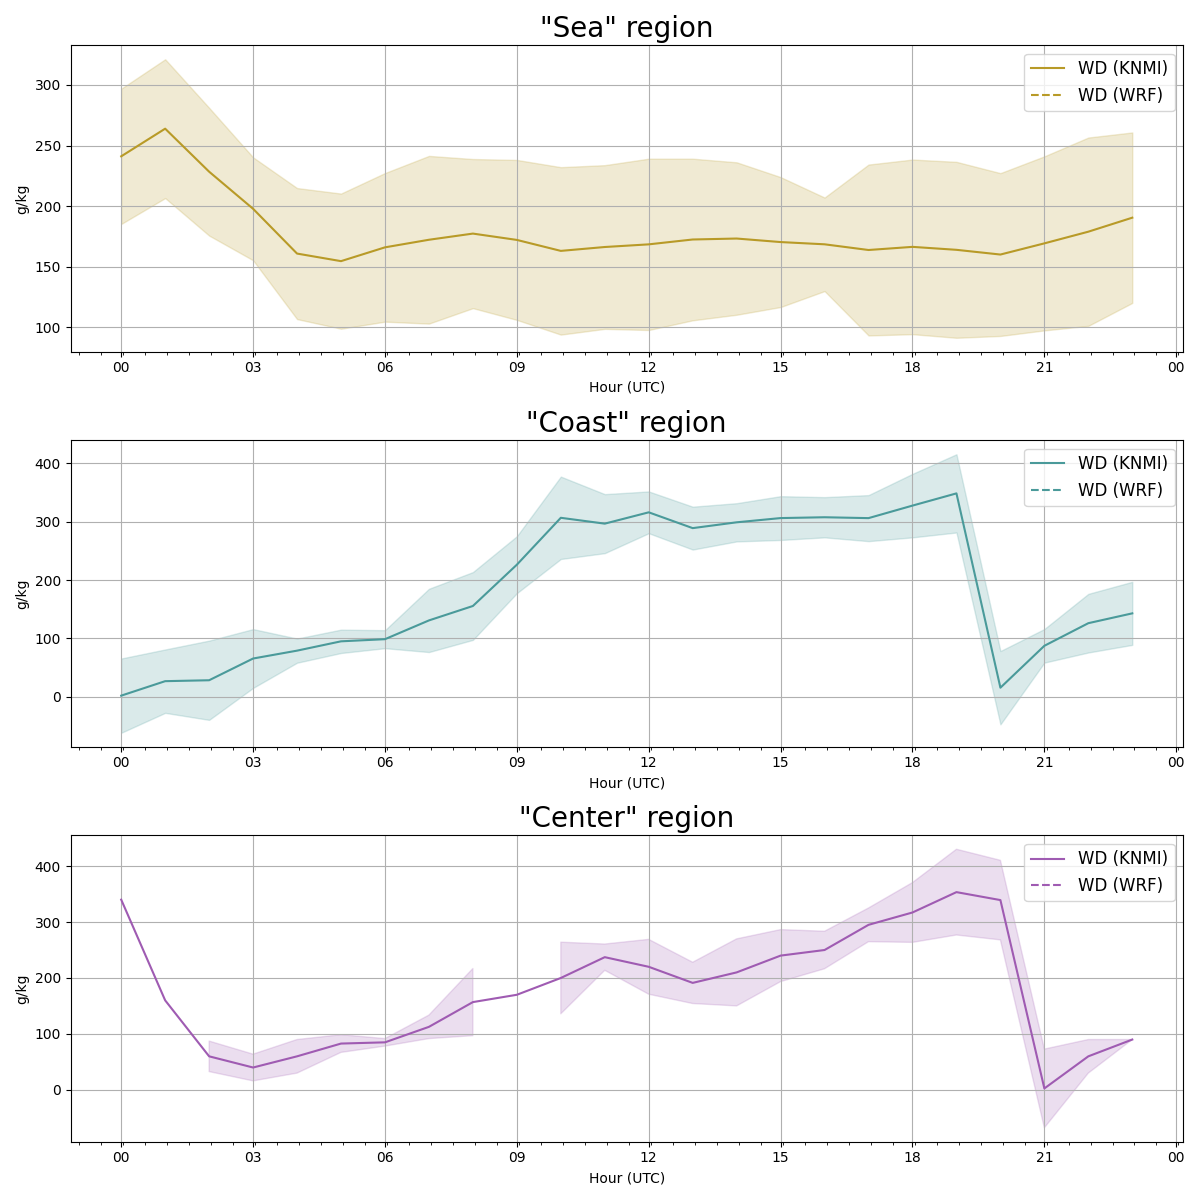 "Sea" region
WD (KNMI)
WD (WRF)
300
250
200
150
100
g/kg
00 03 06 09 12 15 18 21 00
Hour (UTC)
"Coast" region
WD (KNMI)
WD (WRF)
400
300
200
100
0
g/kg
00 03 06 09 12 15 18 21 00
Hour (UTC)
"Center" region
WD (KNMI)
WD (WRF)
400
300
200
100
0
g/kg
00 03 06 09 12 15 18 21 00
Hour (UTC)